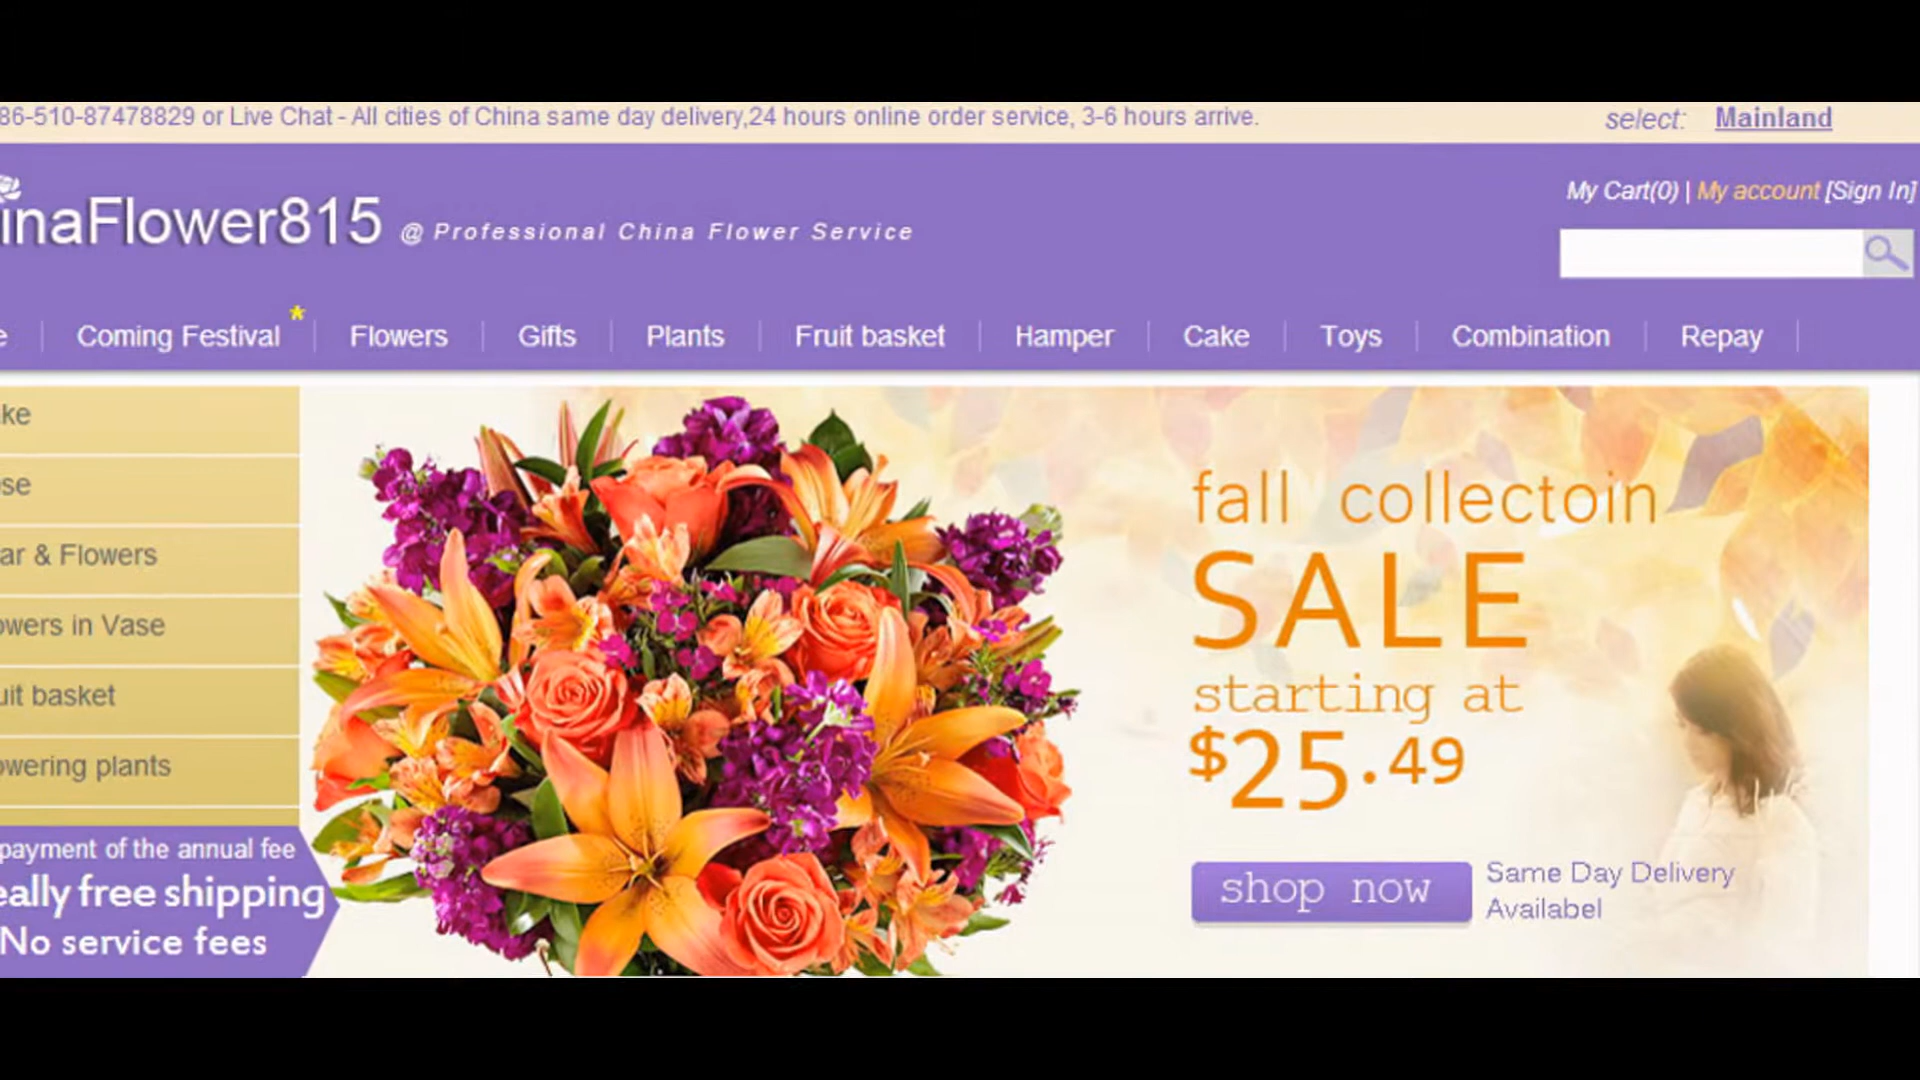 86-510-87478829 or Live Chat - All cities of China same day delivery,24 hours online order service, 3-6 hours arrive.
select: Mainland
My Cart(0) | My account [Sign In]
inaFlower815 @ Professional China Flower Service
e | Coming Festival * | Flowers | Gifts | Plants | Fruit basket | Hamper | Cake | Toys | Combination | Repay |
ke
se
ar & Flowers
owers in Vase
uit basket
owering plants
payment of the annual fee
eally free shipping
No service fees
fall collectoin
SALE
starting at
$25.49
shop now
Same Day Delivery
Availabel